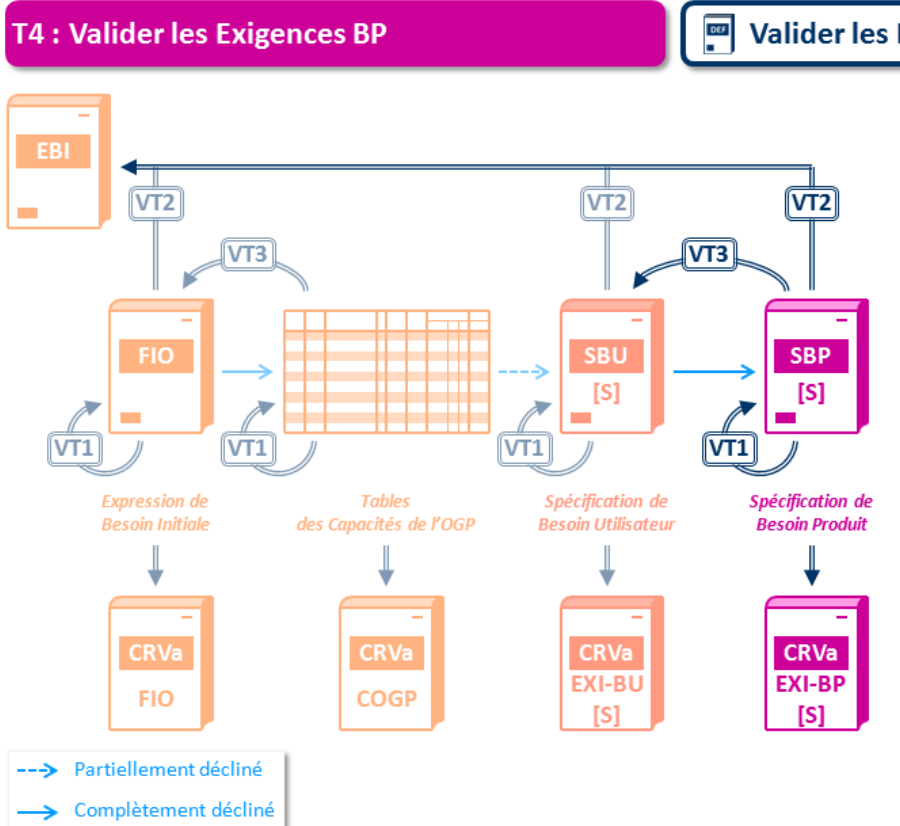 T4 : Valider les Exigences BP
DEF
Valider les
EBI
VT2
VT2
VT2
VT3
VT3
FIO
SBU
[S]
SBP
[S]
VT1
VT1
VT1
VT1
Expression de
Besoin Initiale
Tables
des Capacités de l'OGP
Spécification de
Besoin Utilisateur
Spécification de
Besoin Produit
CRVa
FIO
CRVa
COGP
CRVa
EXI-BU
[S]
CRVa
EXI-BP
[S]
Partiellement décliné
Complètement décliné